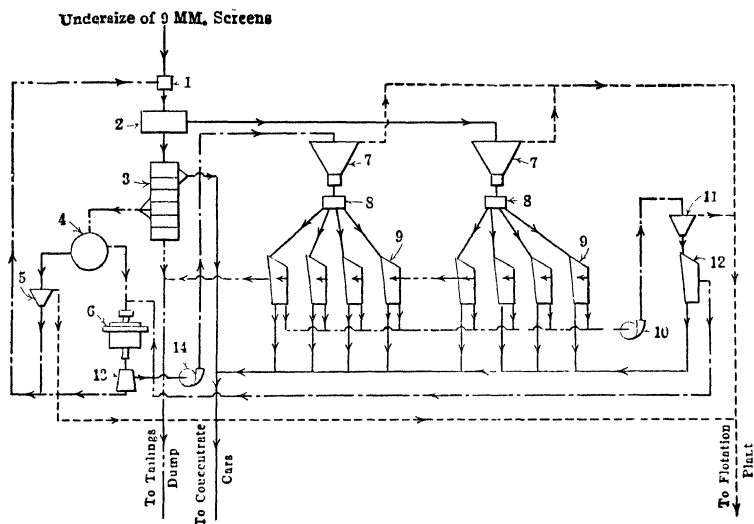 Undersize of 9 MM. Screens
1
2
3
4
5
6
7
7
8
8
9
9
10
11
12
13
14
To Tailings
Dump
To Concentrate
Cars
To Flotation
Plant